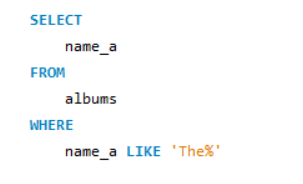 SELECT
name_a
FROM
albums
WHERE
name_a LIKE 'The%'